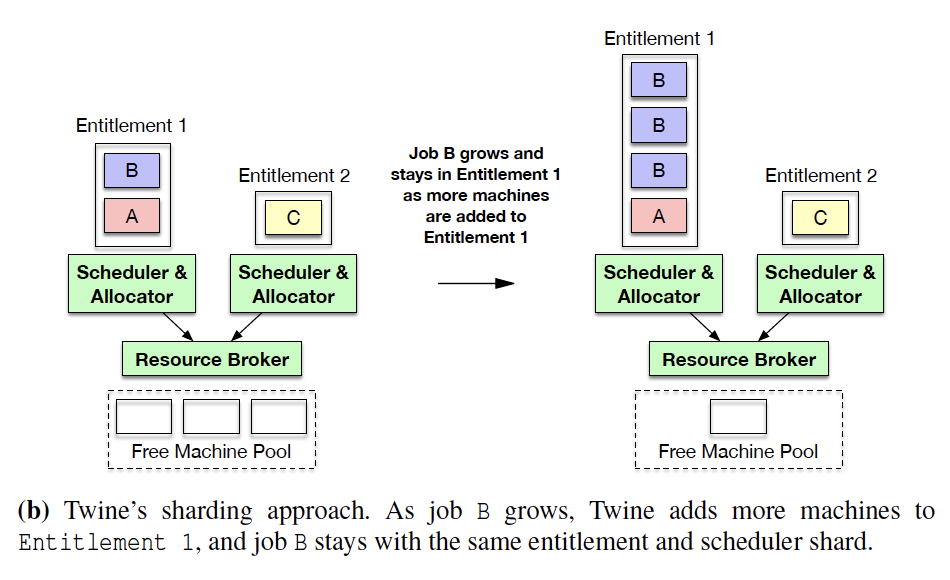 Entitlement 1
B
A
Entitlement 2
C
Scheduler &
Allocator
Scheduler &
Allocator
Resource Broker
Free Machine Pool
Job B grows and
stays in Entitlement 1
as more machines
are added to
Entitlement 1
Entitlement 1
B
B
B
A
Entitlement 2
C
Scheduler &
Allocator
Scheduler &
Allocator
Resource Broker
Free Machine Pool
(b) Twine's sharding approach. As job B grows, Twine adds more machines to
Entitlement 1, and job B stays with the same entitlement and scheduler shard.